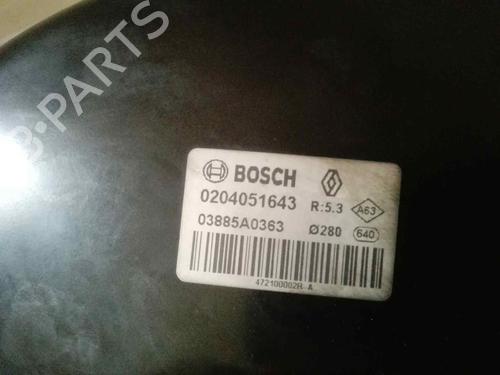 B-PARTS
BOSCH
0204051643 R:5.3 A63
03885A0363 Ø280 640
472100002R-A